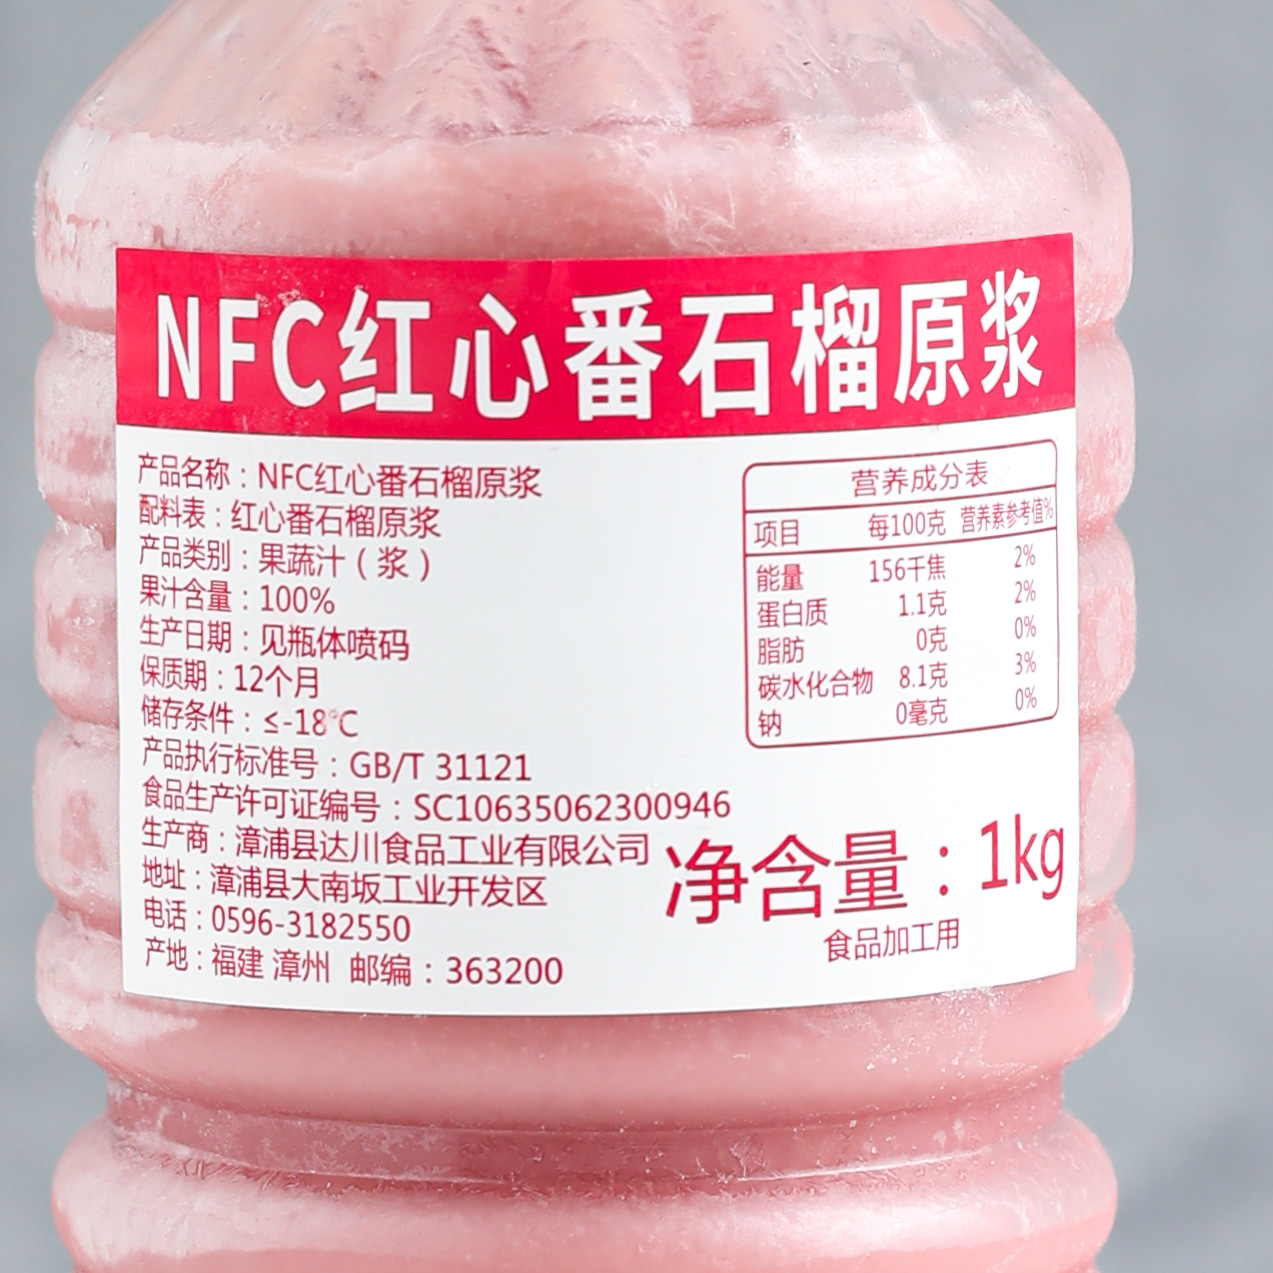 NFC红心番石榴原浆
产品名称：NFC红心番石榴原浆
配料表：红心番石榴原浆
产品类别：果蔬汁（浆）
果汁含量：100%
生产日期：见瓶体喷码
保质期：12个月
储存条件：≤-18℃
产品执行标准号：GB/T 31121
食品生产许可证编号：SC10635062300946
生产商：漳浦县达川食品工业有限公司
地址：漳浦县大南坂工业开发区
电话：0596-3182550
产地：福建 漳州 邮编：363200
营养成分表
项目 每100克 营养素参考值%
能量 156千焦 2%
蛋白质 1.1克 2%
脂肪 0克 0%
碳水化合物 8.1克 3%
钠 0毫克 0%
净含量：1kg
食品加工用